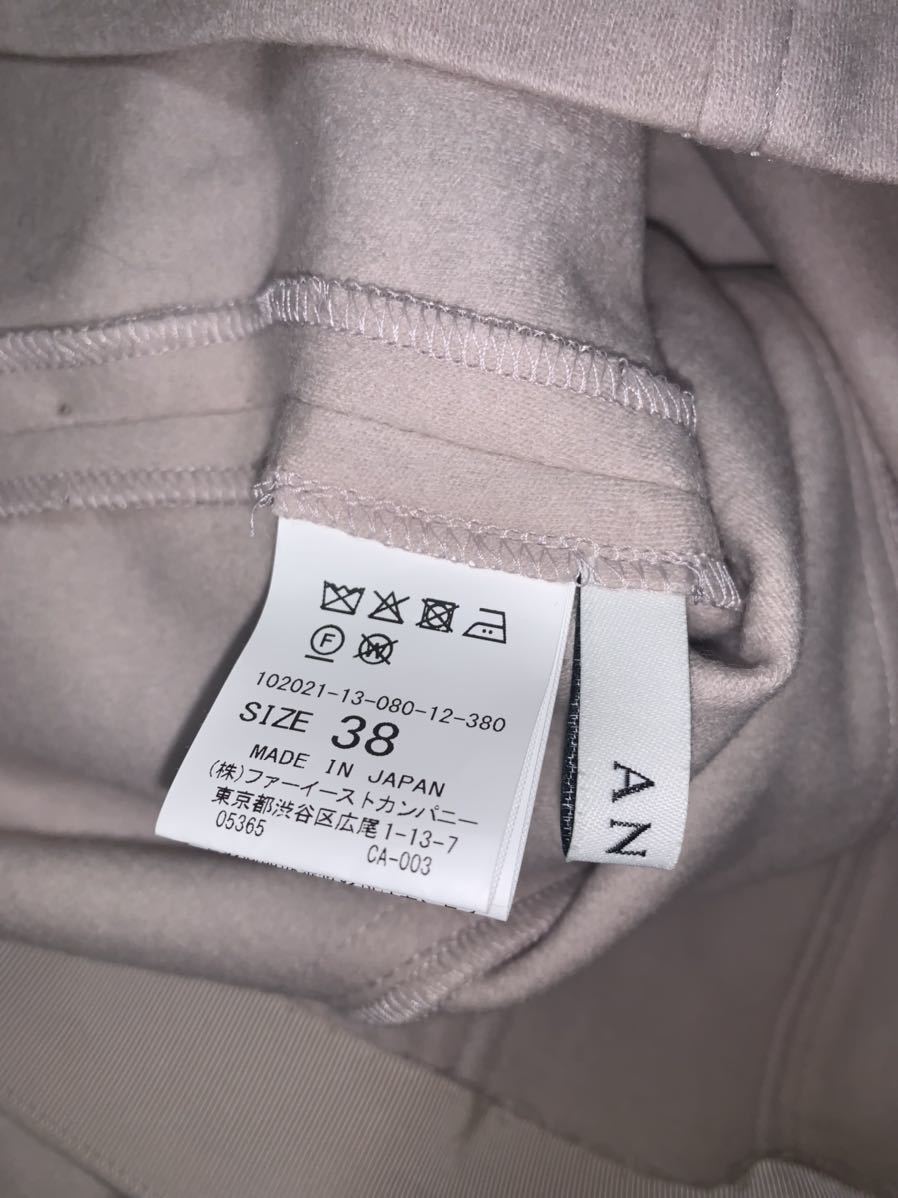 102021-13-080-12-380
SIZE 38
MADE IN JAPAN
(株)ファーイーストカンパニー
東京都渋谷区広尾1-13-7
05365 CA-003
AN